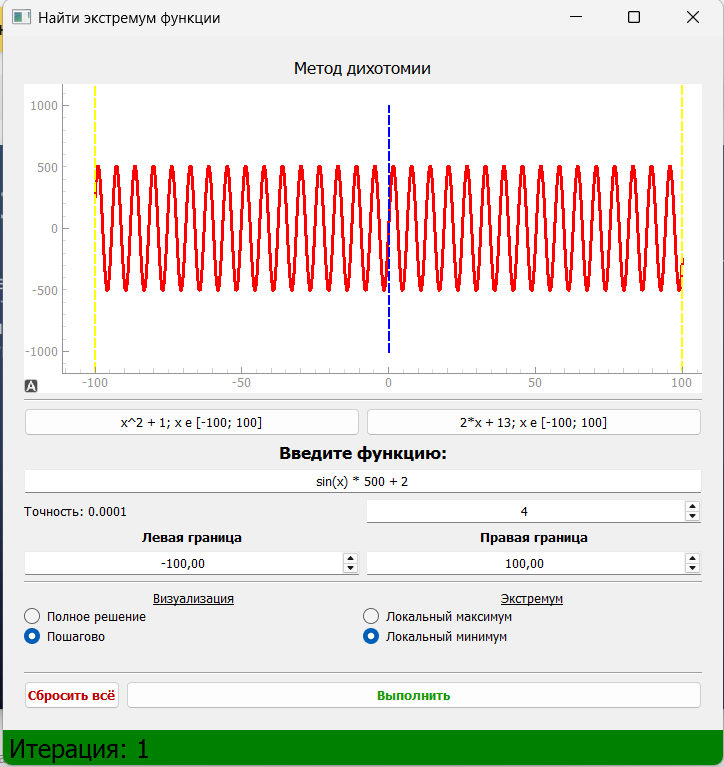 Найти экстремум функции
Метод дихотомии
1000
500
0
-500
-1000
-100 -50 0 50 100
A
x^2 + 1; x e [-100; 100] 2*x + 13; x e [-100; 100]
Введите функцию:
sin(x) * 500 + 2
Точность: 0.0001 4
Левая граница Правая граница
-100,00 100,00
Визуализация Экстремум
Полное решение Локальный максимум
Пошагово Локальный минимум
Сбросить всё Выполнить
Итерация: 1